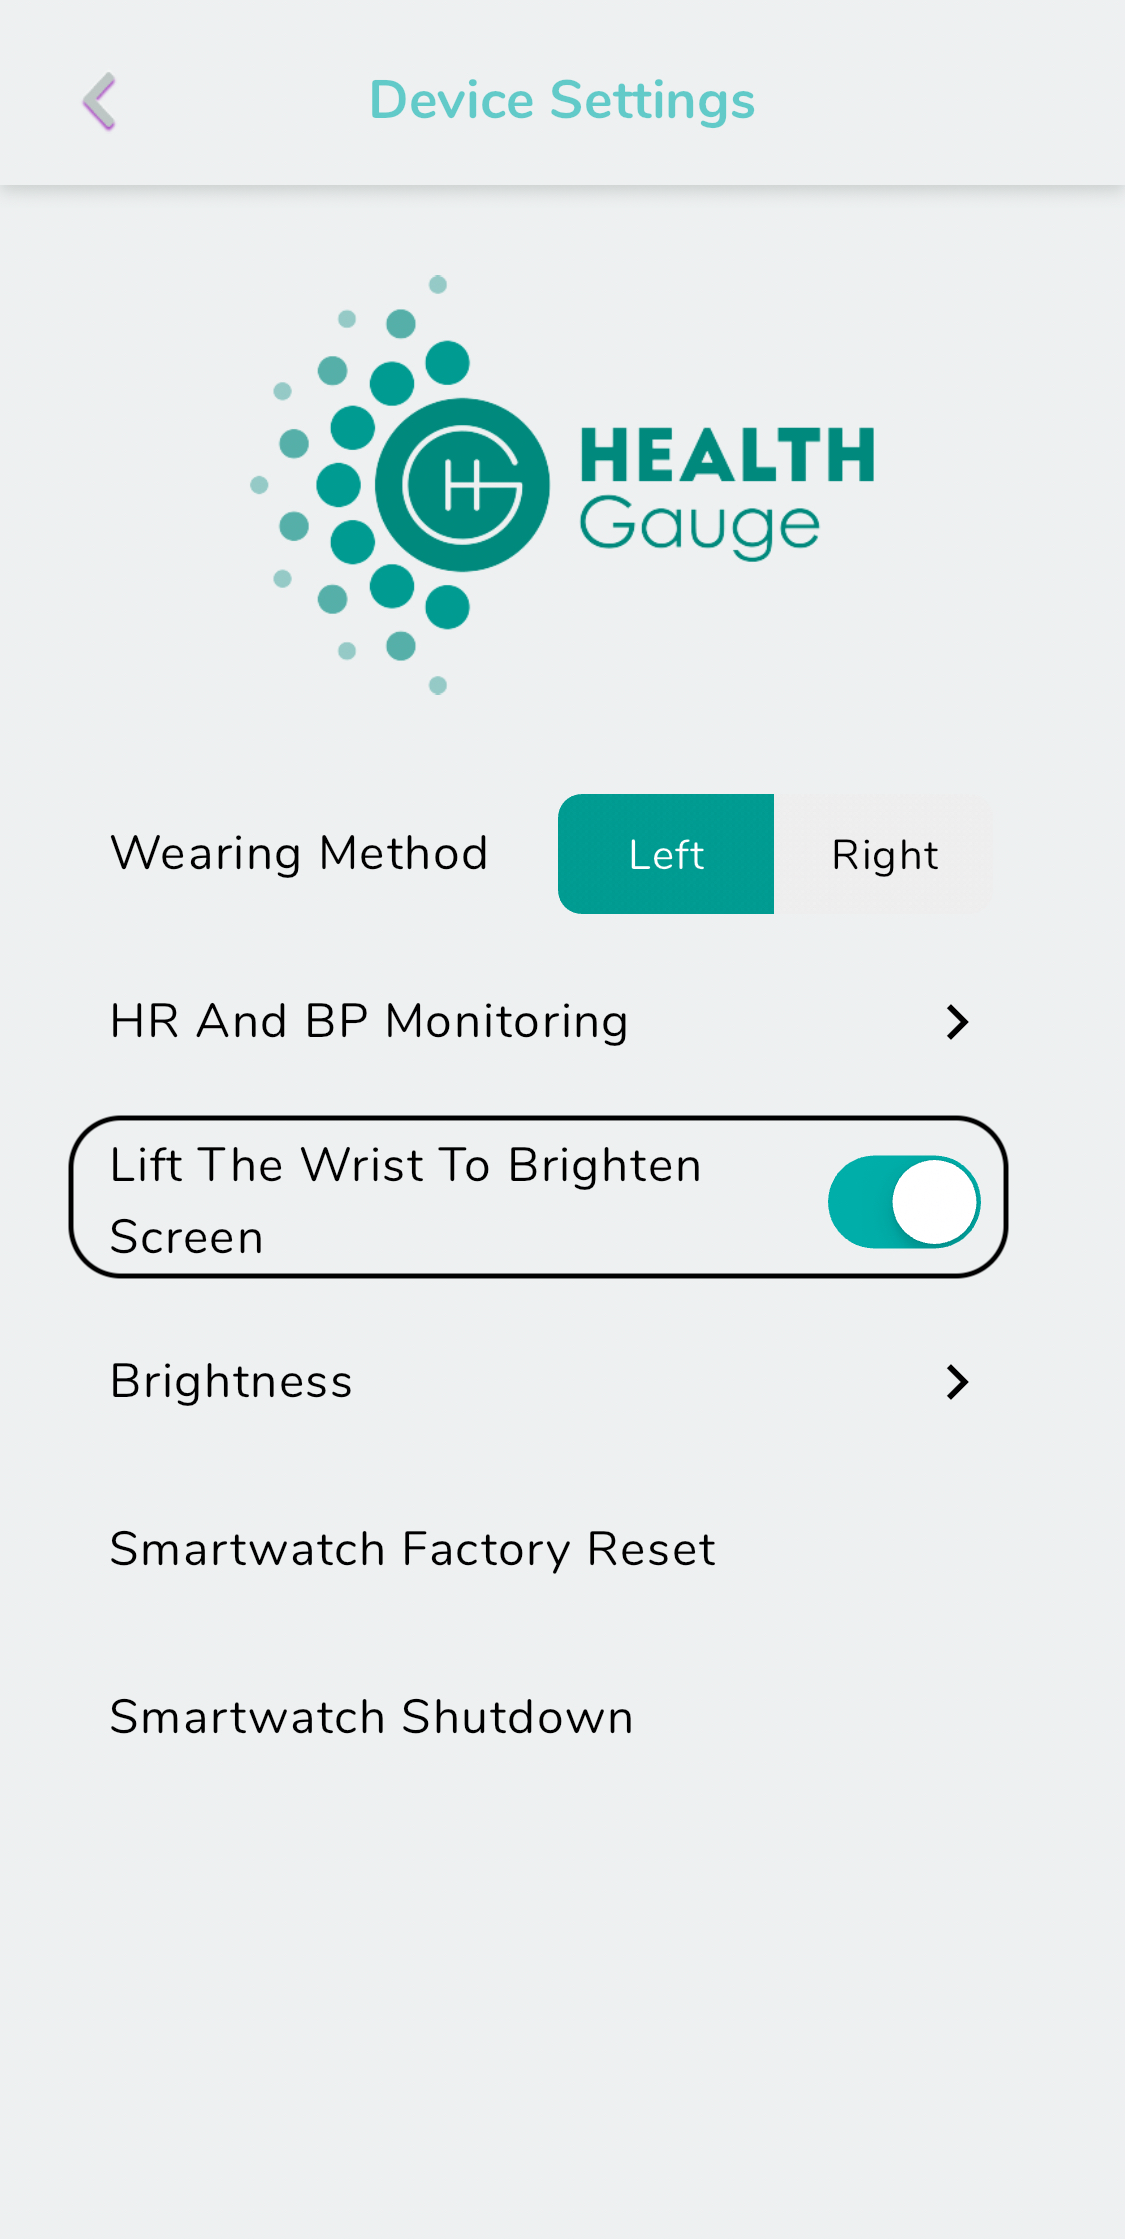 Device Settings
HEALTH
Gauge
Wearing Method Left Right
HR And BP Monitoring
Lift The Wrist To Brighten
Screen
Brightness
Smartwatch Factory Reset
Smartwatch Shutdown